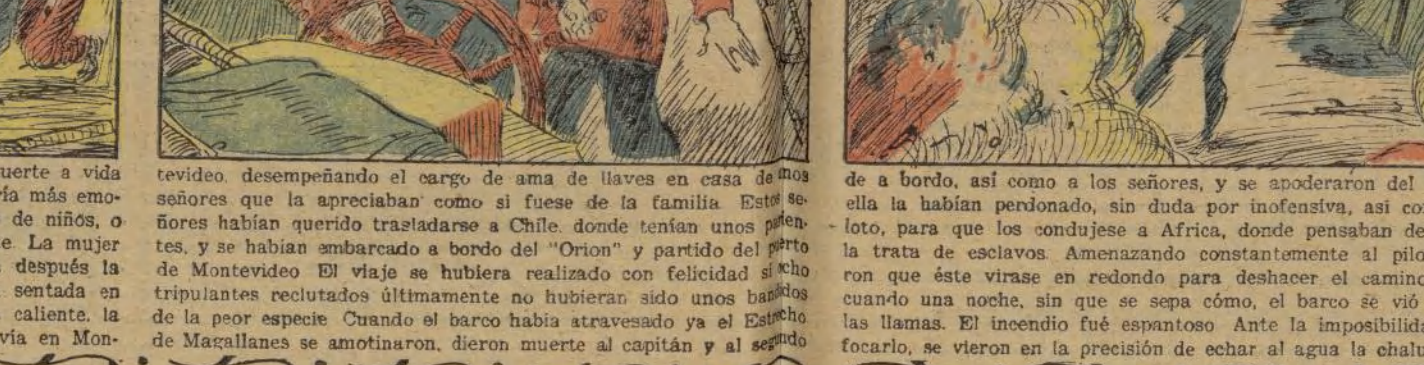 uerte a vida
ía más emo-
de niños, o
e. La mujer
después la
sentada en
caliente, la
vía en Mon-
tevideo, desempeñando el cargo de ama de llaves en casa de
señores que la apreciaban como si fuese de la familia Estos se-
ñores habían querido trasladarse a Chile, donde tenían unos parien-
tes, y se habían embarcado a bordo del "Orion" y partido del puerto
de Montevideo El viaje se hubiera realizado con felicidad si ocho
tripulantes reclutados últimamente no hubieran sido unos bandidos
de la peor especie Cuando el barco había atravesado ya el Estrecho
de Magallanes se amotinaron, dieron muerte al capitán y al segundo
de a bordo, así como a los señores, y se apoderaron del
ella la habían perdonado, sin duda por inofensiva, así co
loto, para que los condujese a Africa, donde pensaban de
la trata de esclavos. Amenazando constantemente al pilo
ron que éste virase en redondo para deshacer el camin
cuando una noche, sin que se sepa cómo, el barco se vió
las llamas. El incendio fué espantoso Ante la imposibilida
focarlo, se vieron en la precisión de echar al agua la chalu